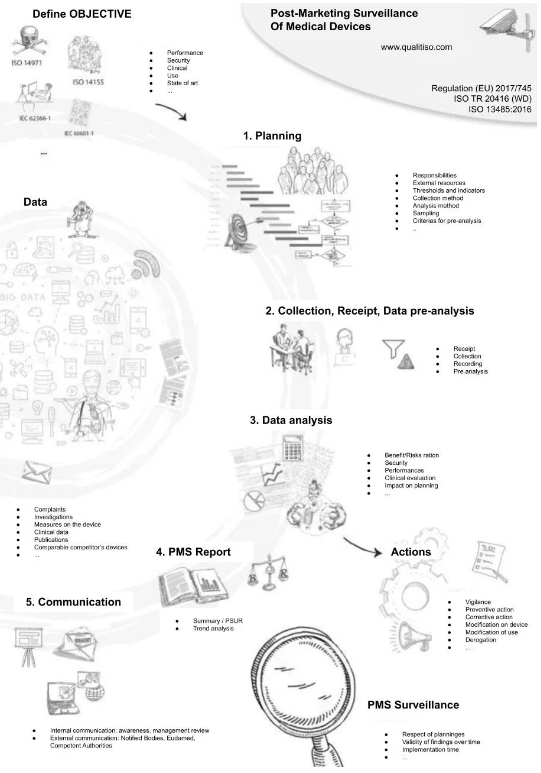 Define OBJECTIVE
Post-Marketing Surveillance
Of Medical Devices
www.qualitiso.com
Regulation (EU) 2017/745
ISO TR 20416 (WD)
ISO 13485:2016
ISO 14971
ISO 14155
IEC 62366-1
IEC 60601-1
...
● Performance
● Security
● Clinical
● Uso
● State of art
● ...
1. Planning
● Responsibilities
● External resources
● Thresholds and indicators
● Collection method
● Analysis method
● Sampling
● Criterias for pre-analysis
● ..
Data
BIG DATA
2. Collection, Receipt, Data pre-analysis
● Receipt
● Collection
● Recording
● Pre.analysis
3. Data analysis
● Benefit/Risks ration
● Security
● Performances
● Clinical evaluation
● Impact on planning
● ...
● Complaints
● Investigations
● Measures on the device
● Clinical data
● Publications
● Comparable competitor's devices
● ...
4. PMS Report
● Summary / PSUR
● Trend analysis
Actions
● Vigilance
● Preventive action
● Corrective action
● Modification on device
● Modification of use
● Derogation
● ..
5. Communication
● Internal communication: awareness, management review
● External communication: Notified Bodies, Eudamed,
Competent Authorities
PMS Surveillance
● Respect of planninges
● Validity of findings over time
● Implementation time
● ...